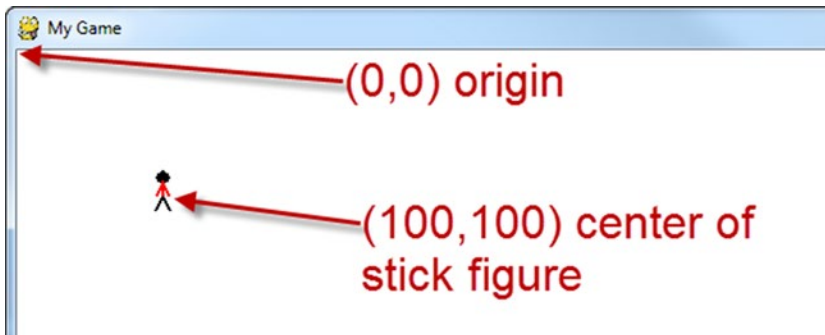 My Game
(0,0) origin
(100,100) center of
stick figure